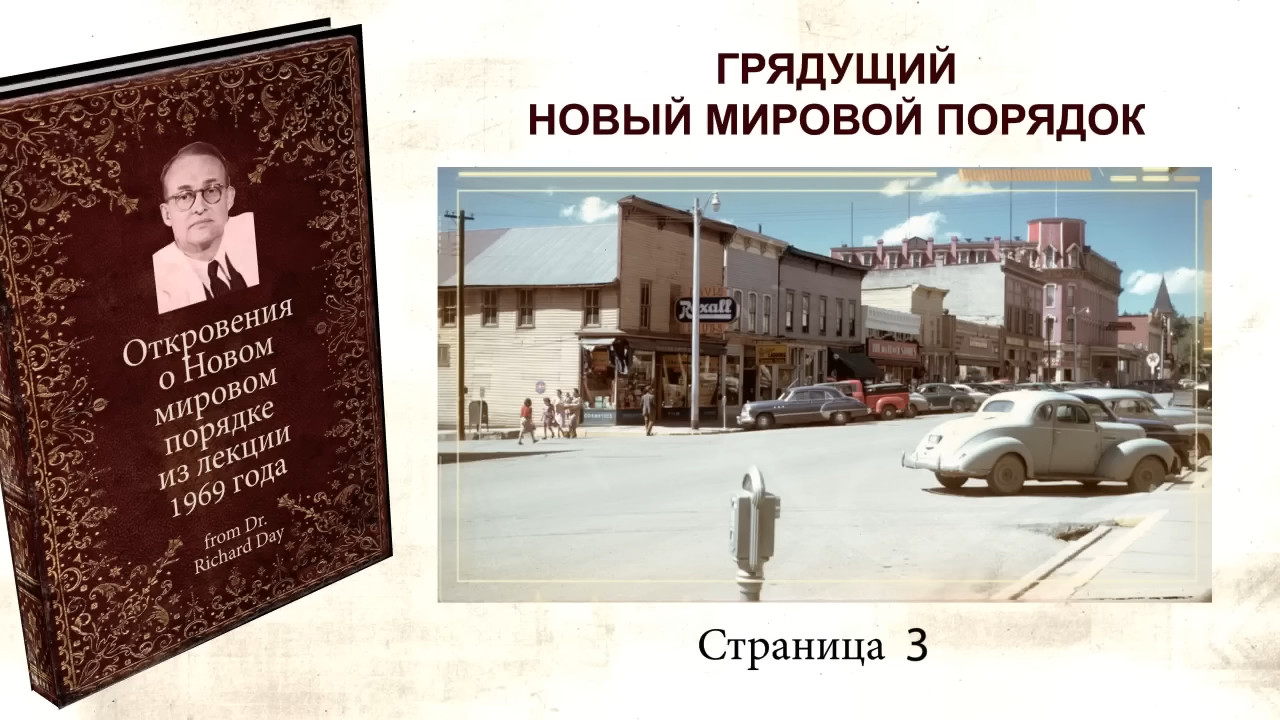 ГРЯДУЩИЙ
НОВЫЙ МИРОВОЙ ПОРЯДОК
Откровения
о Новом
мировом
порядке
из лекции
1969 года
from Dr.
Richard Day
Rexall
Страница 3